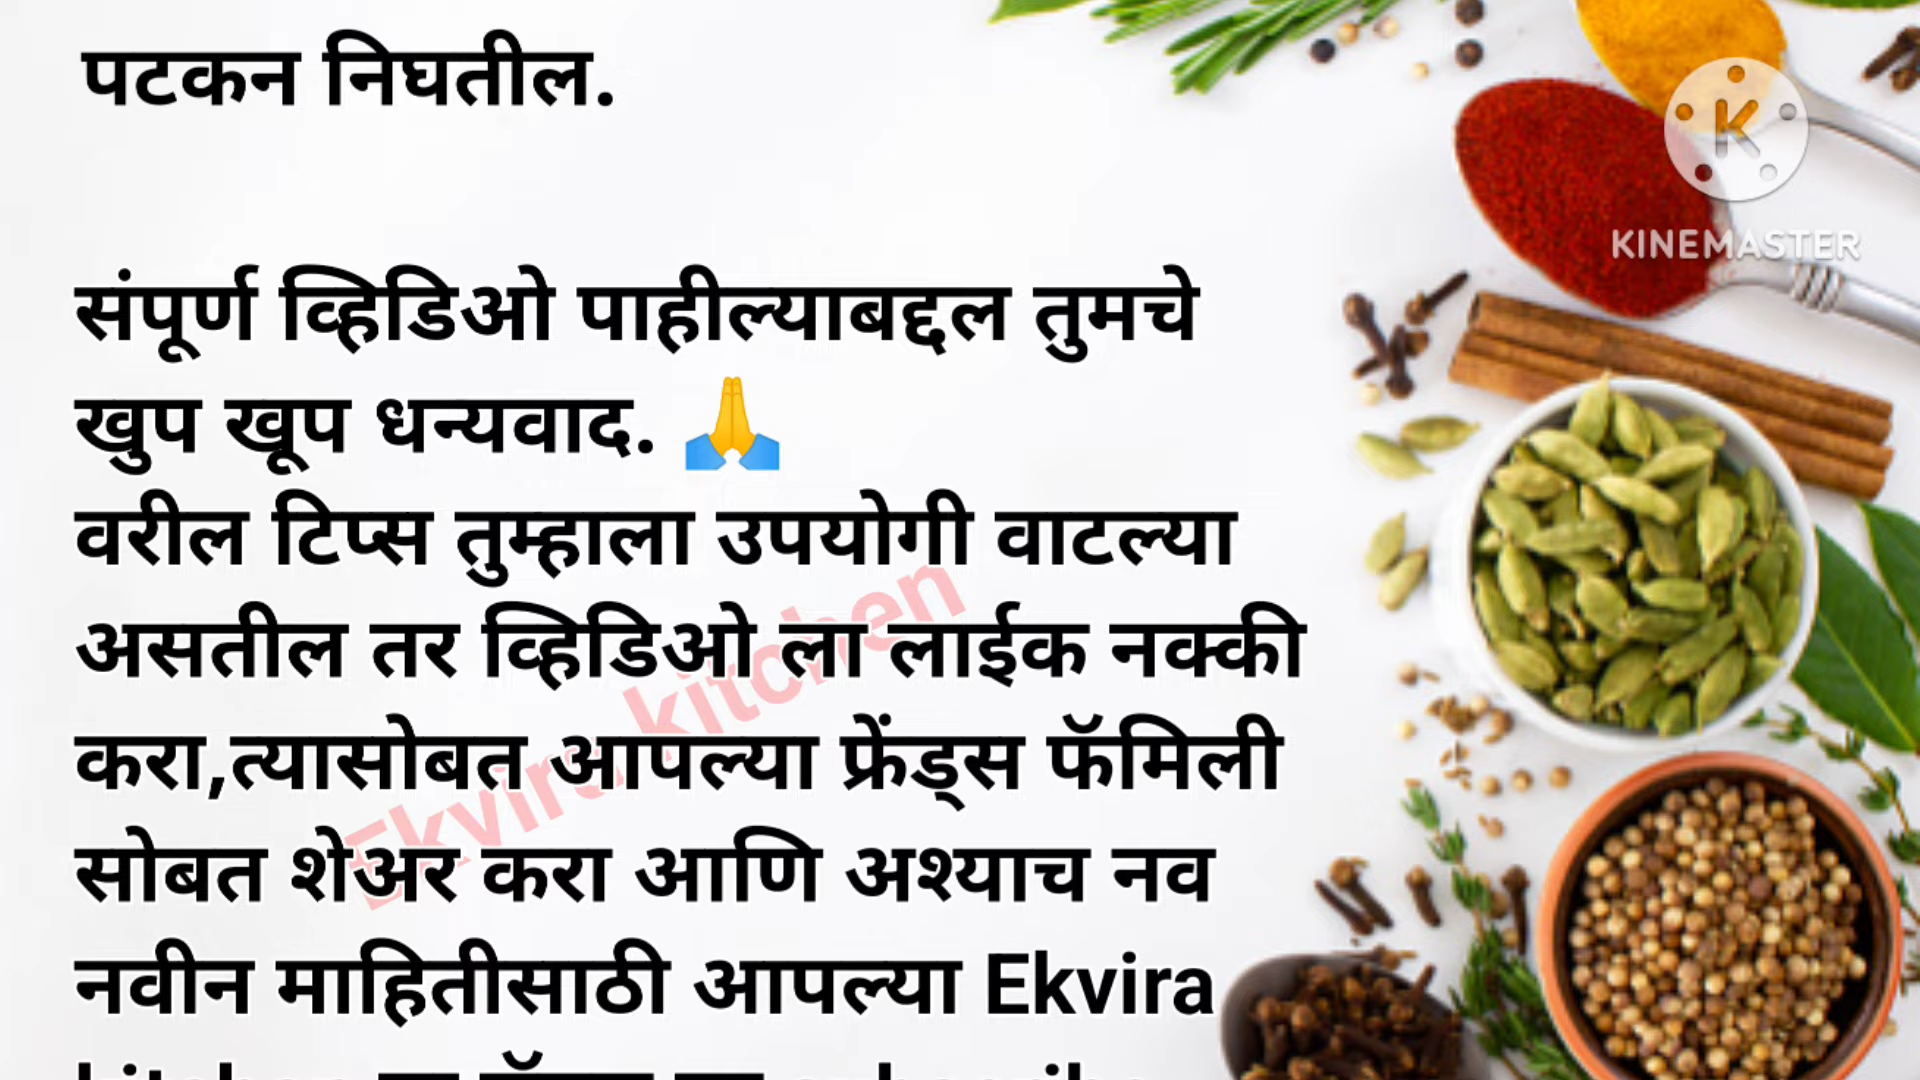 पटकन निघतील.
संपूर्ण व्हिडिओ पाहील्याबद्दल तुमचे
खुप खूप धन्यवाद. 🙏
वरील टिप्स तुम्हाला उपयोगी वाटल्या
असतील तर व्हिडिओ ला लाईक नक्की
करा,त्यासोबत आपल्या फ्रेंड्स फॅमिली
सोबत शेअर करा आणि अश्याच नव
नवीन माहितीसाठी आपल्या Ekvira
Ekvira kitchen
K
KINEMASTER